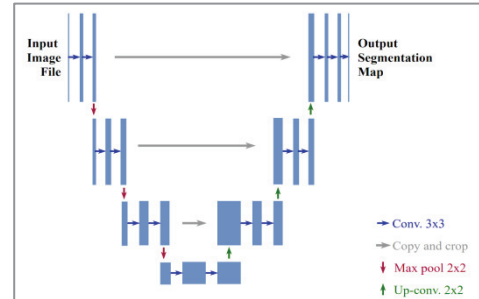 Input
Image
File
Output
Segmentation
Map
Conv. 3x3
Copy and crop
Max pool 2x2
Up-conv. 2x2